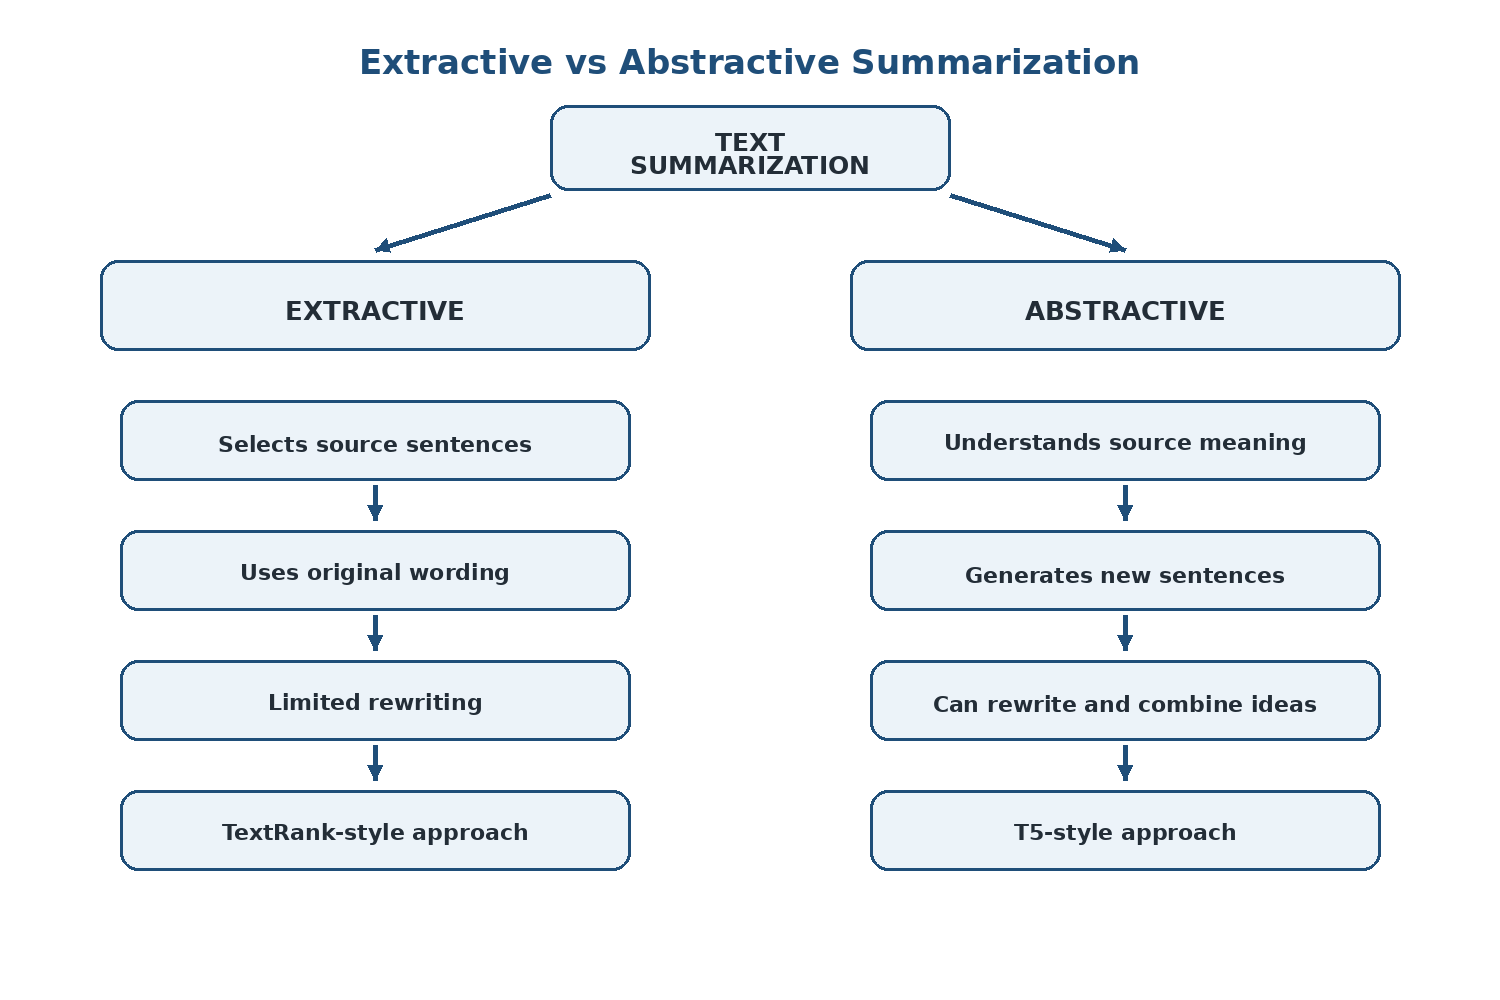 Extractive vs Abstractive Summarization
TEXT
SUMMARIZATION
EXTRACTIVE
ABSTRACTIVE
Selects source sentences
Understands source meaning
Uses original wording
Generates new sentences
Limited rewriting
Can rewrite and combine ideas
TextRank-style approach
T5-style approach